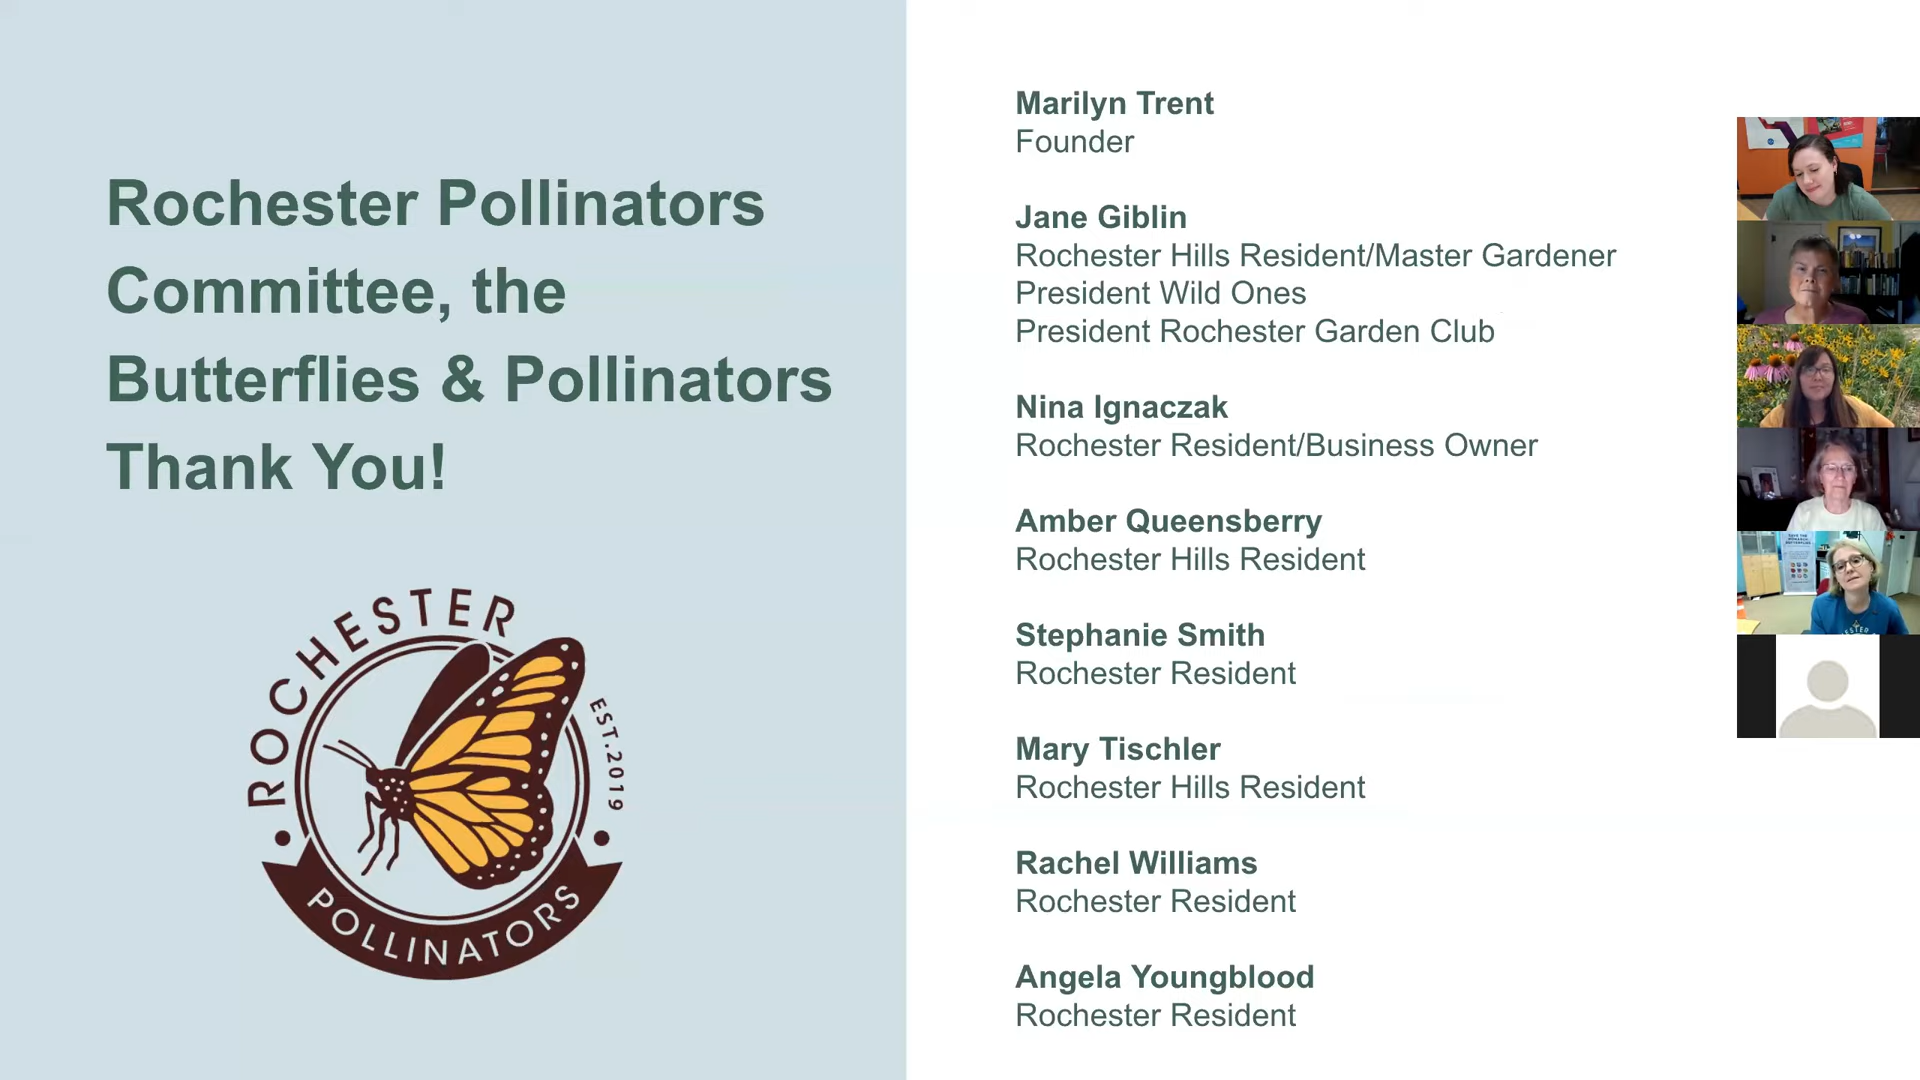 Rochester Pollinators
Committee, the
Butterflies & Pollinators
Thank You!
ROCHESTER
EST.2019
POLLINATORS
Marilyn Trent
Founder
Jane Giblin
Rochester Hills Resident/Master Gardener
President Wild Ones
President Rochester Garden Club
Nina Ignaczak
Rochester Resident/Business Owner
Amber Queensberry
Rochester Hills Resident
Stephanie Smith
Rochester Resident
Mary Tischler
Rochester Hills Resident
Rachel Williams
Rochester Resident
Angela Youngblood
Rochester Resident